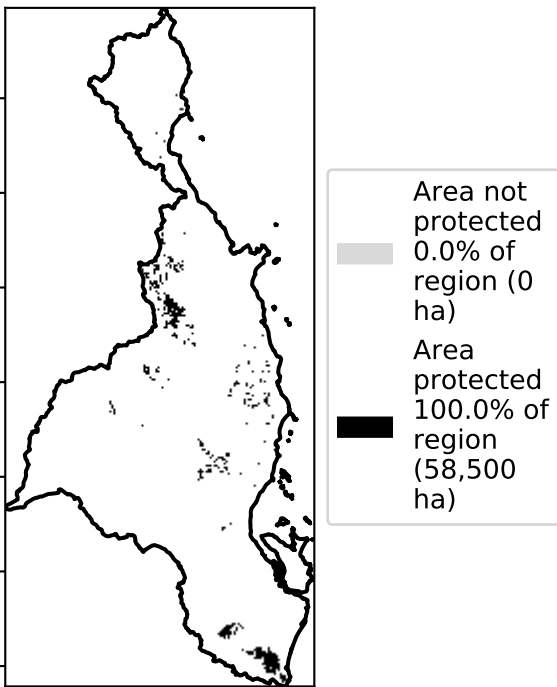 Area not
protected
0.0% of
region (0
ha)
Area
protected
100.0% of
region
(58,500
ha)